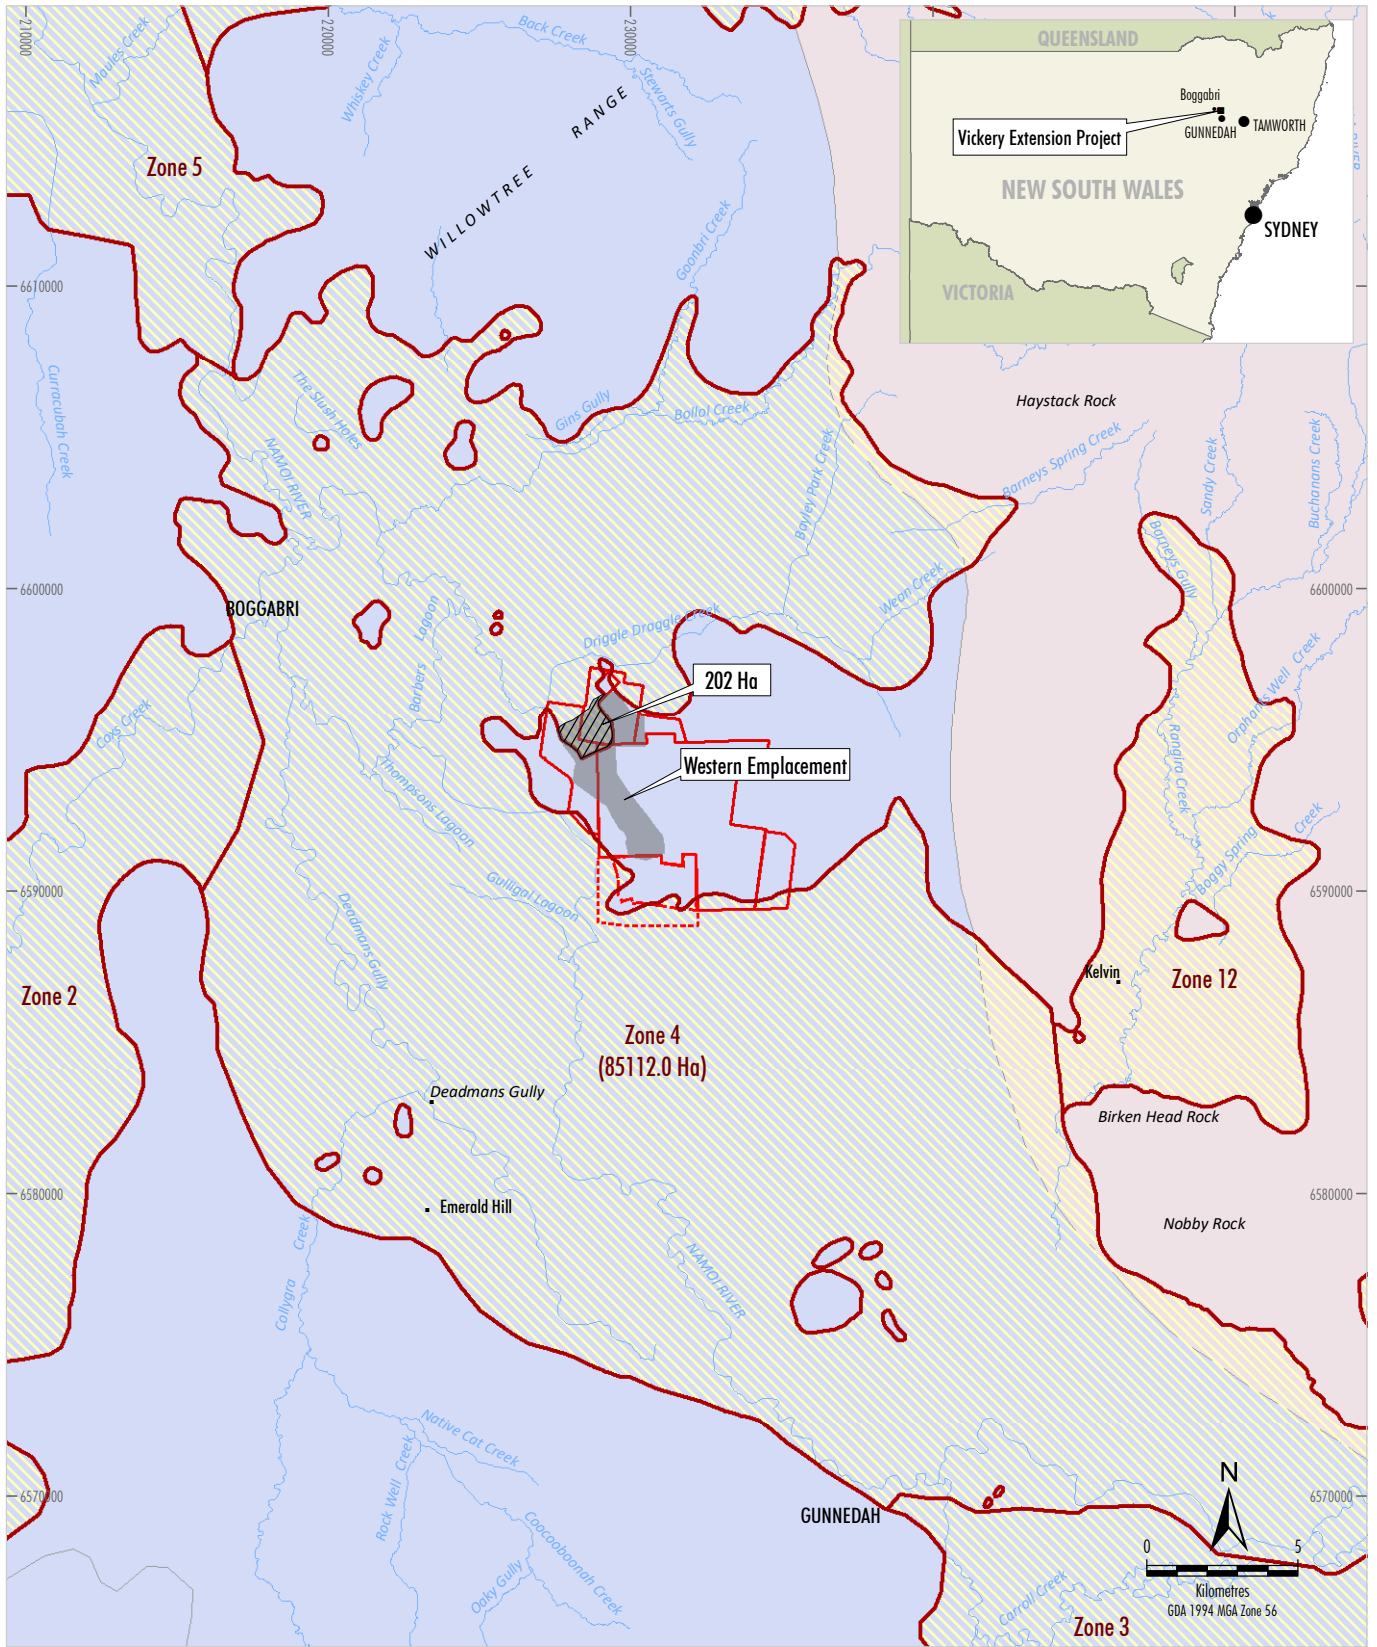 210000
220000
230000
Maules Creek
Whiskey Creek
Back Creek
Stewarts Gully
WILLOWTREE RANGE
Goonbri Creek
Zone 5
QUEENSLAND
Boggabri
Vickery Extension Project
GUNNEDAH
TAMWORTH
NEW SOUTH WALES
SYDNEY
VICTORIA
RIVER
6610000
Curracubah Creek
The Slush Holes
Gins Gully
Bollol Creek
NAMOI RIVER
Bayley Park Creek
Haystack Rock
Barneys Spring Creek
Sandy Creek
Buchanans Creek
Barneys Gully
Wean Creek
6600000
6600000
BOGGABRI
Barbers Lagoon
Driggle Draggle Creek
202 Ha
Western Emplacement
Coxs Creek
Thompsons Lagoon
Rangira Creek
Orphants Well Creek
Boggy Spring Creek
Gulligal Lagoon
6590000
6590000
Deadmans Gully
Kelvin
Zone 12
Zone 2
Zone 4
(85112.0 Ha)
Deadmans Gully
Birken Head Rock
6580000
6580000
Emerald Hill
Nobby Rock
Collygra Creek
NAMOI RIVER
Native Cat Creek
Rock Well Creek
6570000
6570000
GUNNEDAH
Cocooboonah Creek
Oaky Gully
Carroll Creek
Zone 3
N
0 5
Kilometres
GDA 1994 MGA Zone 56